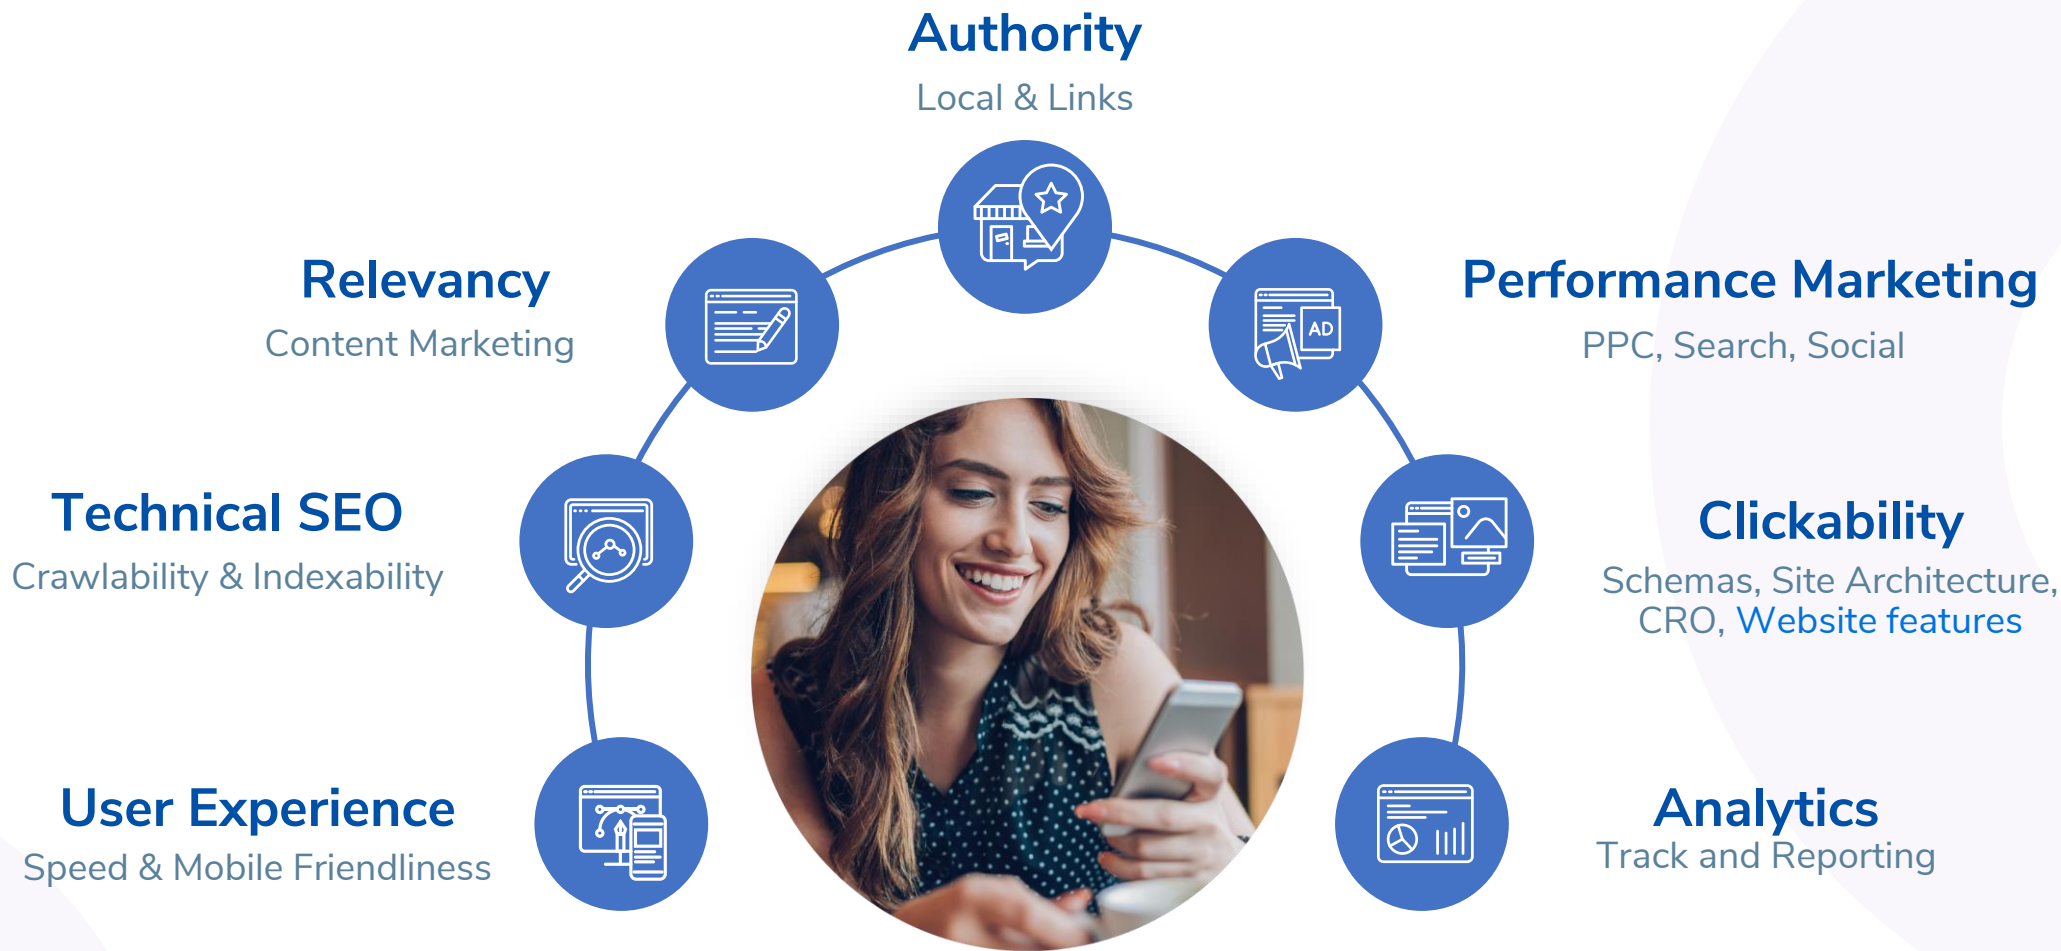 Authority
Local & Links
Relevancy
Content Marketing
Performance Marketing
PPC, Search, Social
AD
Technical SEO
Crawlability & Indexability
Clickability
Schemas, Site Architecture,
CRO, Website features
User Experience
Speed & Mobile Friendliness
Analytics
Track and Reporting